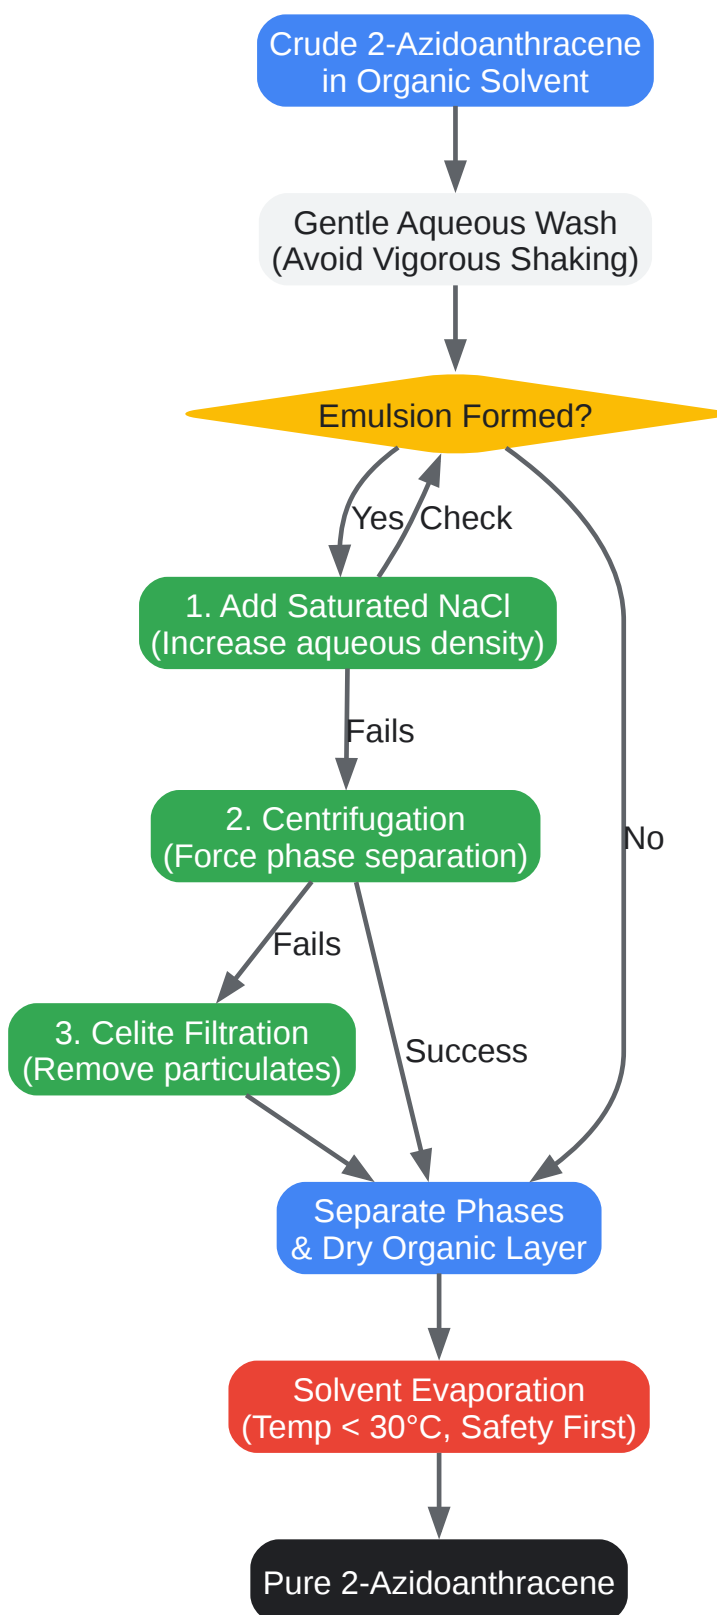 Crude 2-Azidoanthracene
in Organic Solvent
Gentle Aqueous Wash
(Avoid Vigorous Shaking)
Emulsion Formed?
Yes
Check
1. Add Saturated NaCl
(Increase aqueous density)
Fails
2. Centrifugation
(Force phase separation)
No
Fails
3. Celite Filtration
(Remove particulates)
Success
Separate Phases
& Dry Organic Layer
Solvent Evaporation
(Temp < 30°C, Safety First)
Pure 2-Azidoanthracene